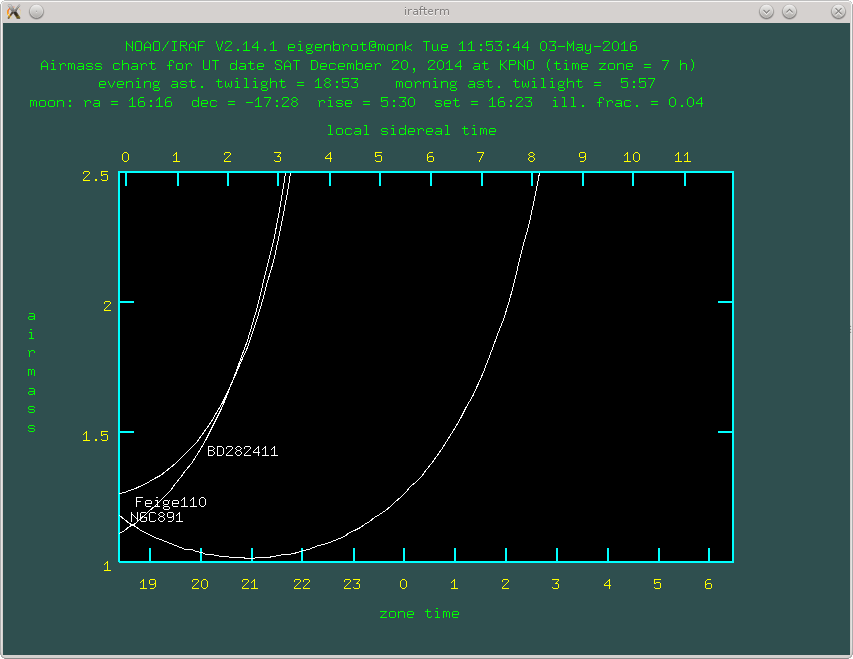 irafterm
NOAO/IRAF V2.14.1 eigenbrot@monk Tue 11:53:44 03-May-2016
Airmass chart for UT date SAT December 20, 2014 at KPNO (time zone = 7 h)
evening ast. twilight = 18:53 morning ast. twilight = 5:57
moon: ra = 16:16 dec = -17:28 rise = 5:30 set = 16:23 ill. frac. = 0.04
local sidereal time
0 1 2 3 4 5 6 7 8 9 10 11
2.5
2
airmass
1.5
BD282411
Feige110
NGC891
1
19 20 21 22 23 0 1 2 3 4 5 6
zone time